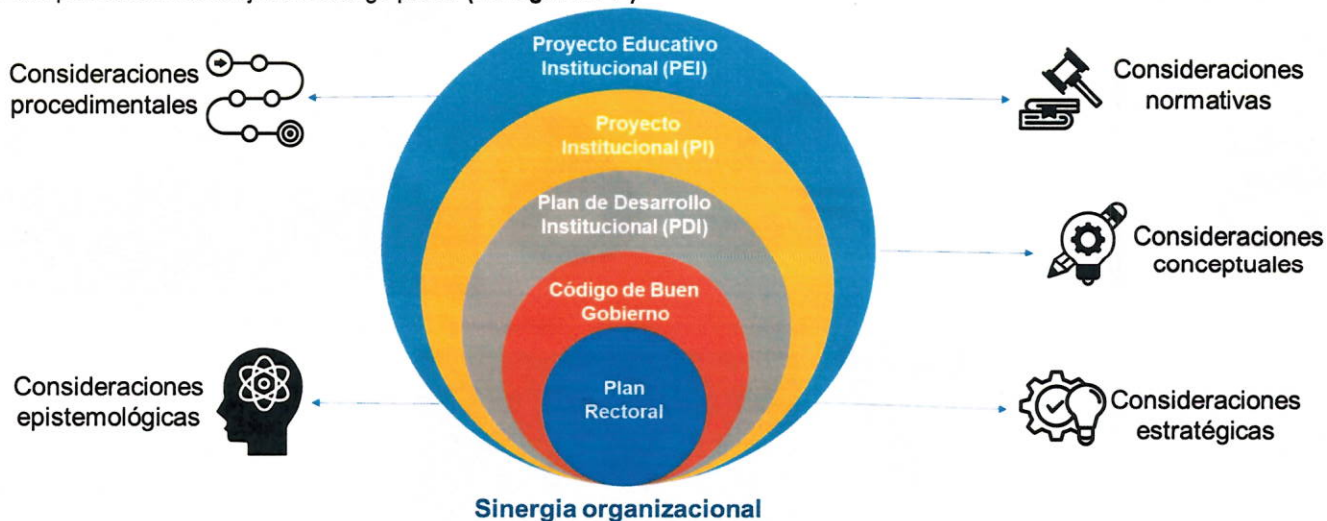 Proyecto Educativo
Institucional (PEI)
Consideraciones
procedimentales
Consideraciones
normativas
Proyecto
Institucional (PI)
Plan de Desarrollo
Institucional (PDI)
Consideraciones
conceptuales
Código de Buen
Gobierno
Consideraciones
epistemológicas
Plan
Rectoral
Consideraciones
estratégicas
Sinergia organizacional